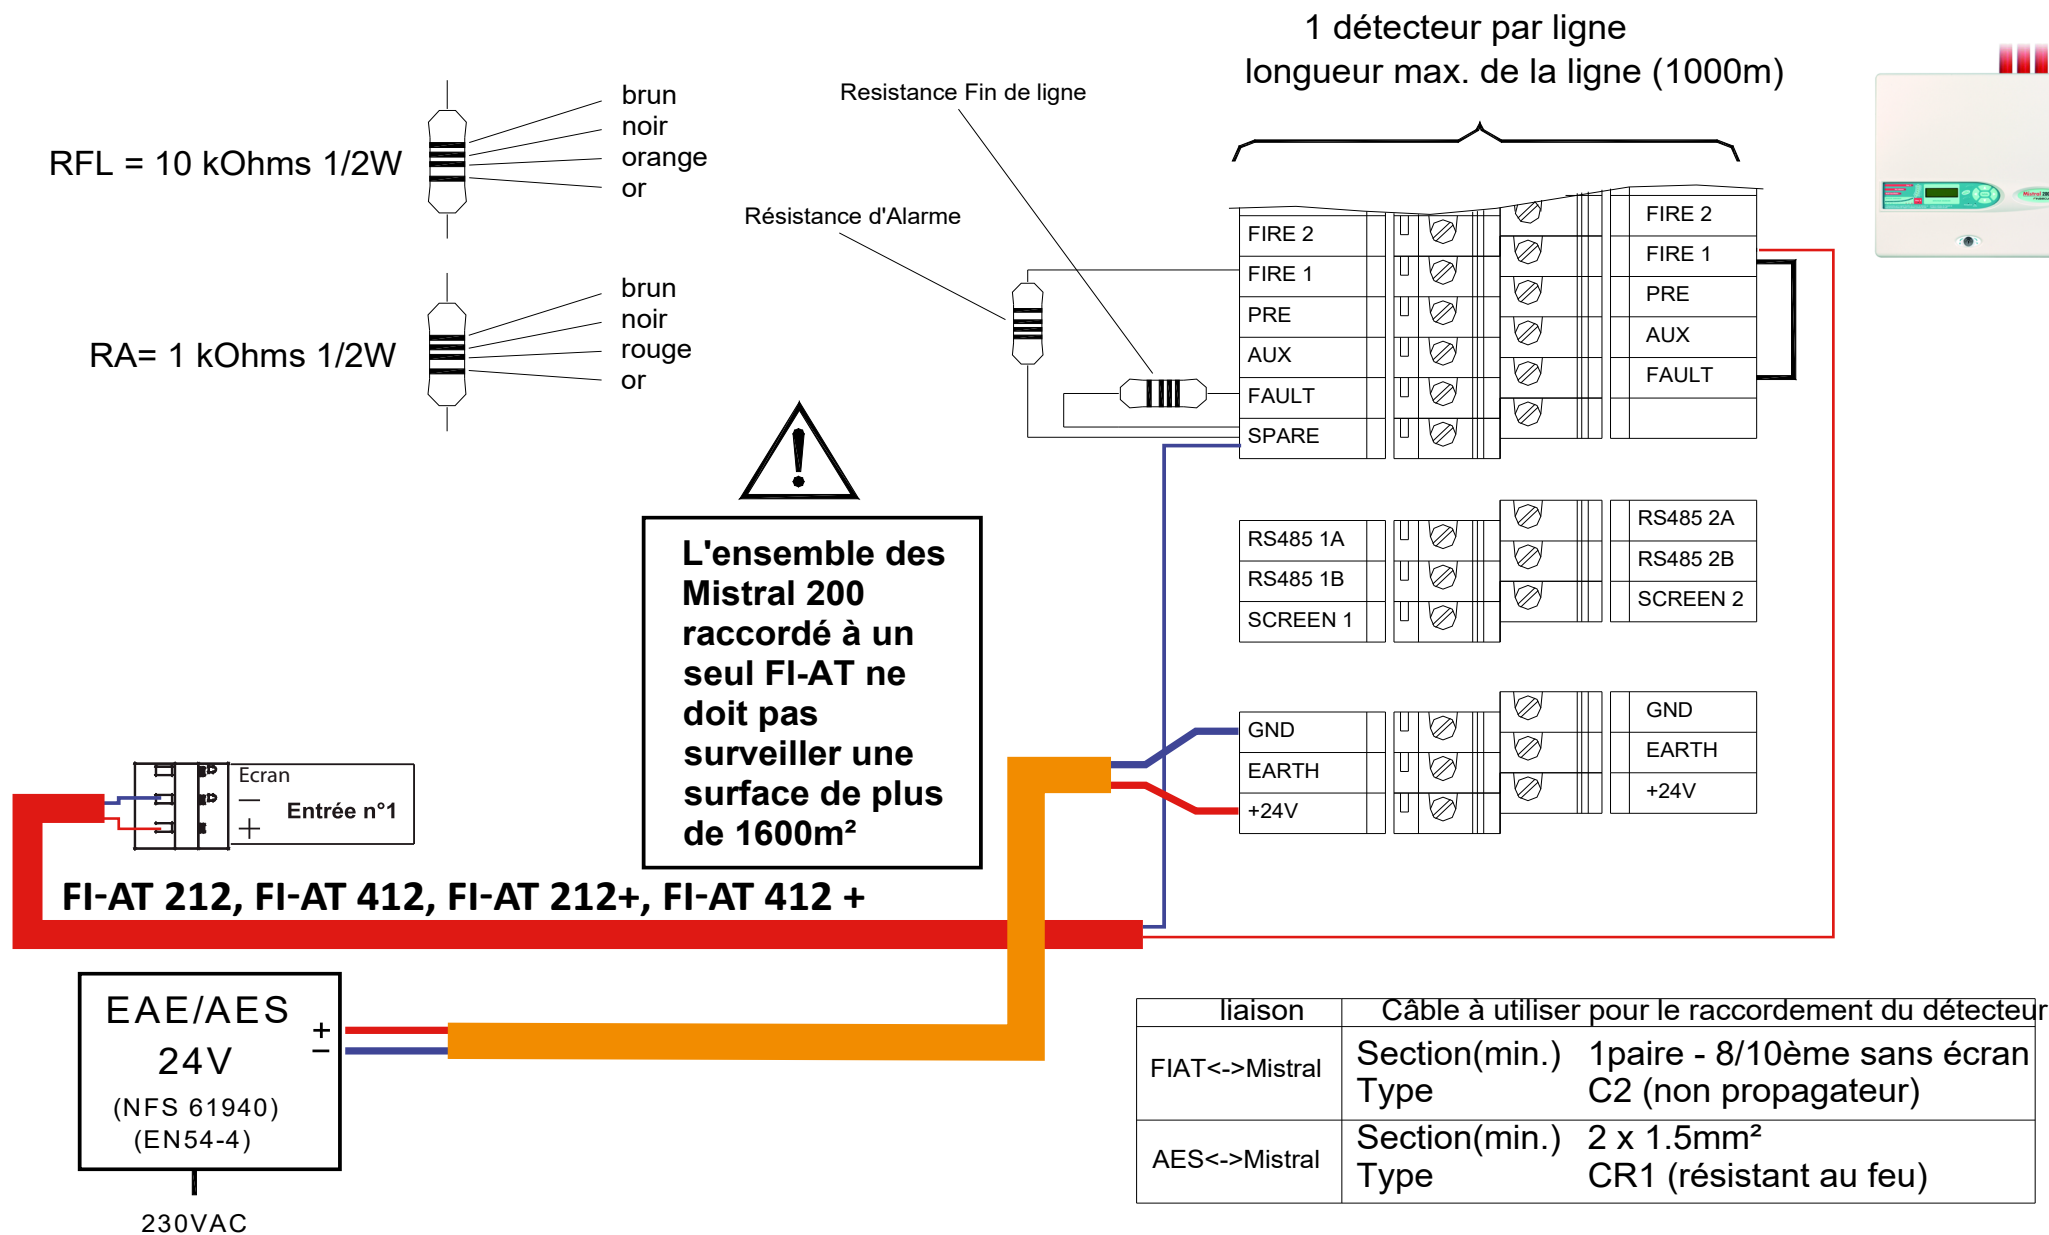 1 détecteur par ligne
longueur max. de la ligne (1000m)
RFL = 10 kOhms 1/2W
brun
noir
orange
or
RA= 1 kOhms 1/2W
brun
noir
rouge
or
Resistance Fin de ligne
Résistance d'Alarme
FIRE 2
FIRE 1
PRE
AUX
FAULT
SPARE
FIRE 2
FIRE 1
PRE
AUX
FAULT
RS485 1A
RS485 1B
SCREEN 1
RS485 2A
RS485 2B
SCREEN 2
GND
EARTH
+24V
GND
EARTH
+24V
L'ensemble des
Mistral 200
raccordé à un
seul FI-AT ne
doit pas
surveiller une
surface de plus
de 1600m²
Ecran
−
+
Entrée n°1
FI-AT 212, FI-AT 412, FI-AT 212+, FI-AT 412 +
EAE/AES
24V
+
−
(NFS 61940)
(EN54-4)
230VAC
liaison Câble à utiliser pour le raccordement du détecteur
FIAT<->Mistral
Section(min.) 1paire - 8/10ème sans écran
Type C2 (non propagateur)
AES<->Mistral
Section(min.) 2 x 1.5mm²
Type CR1 (résistant au feu)